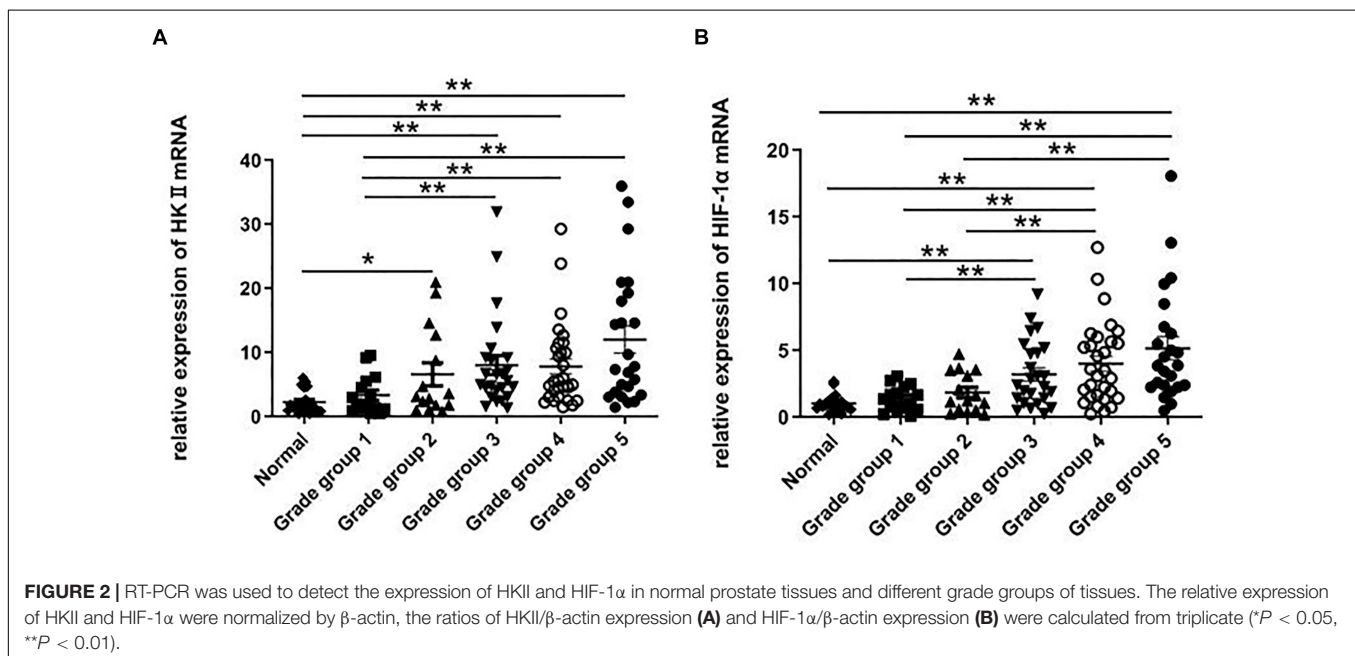 A
**
**
**
**
**
**
*
relative expression of HK II mRNA
40
30
20
10
0
Normal
Grade group 1
Grade group 2
Grade group 3
Grade group 4
Grade group 5
B
**
**
**
**
**
**
**
**
relative expression of HIF-1α mRNA
20
15
10
5
0
Normal
Grade group 1
Grade group 2
Grade group 3
Grade group 4
Grade group 5
FIGURE 2 | RT-PCR was used to detect the expression of HKII and HIF-1α in normal prostate tissues and different grade groups of tissues. The relative expression
of HKII and HIF-1α were normalized by β-actin, the ratios of HKII/β-actin expression (A) and HIF-1α/β-actin expression (B) were calculated from triplicate (*P < 0.05,
**P < 0.01).